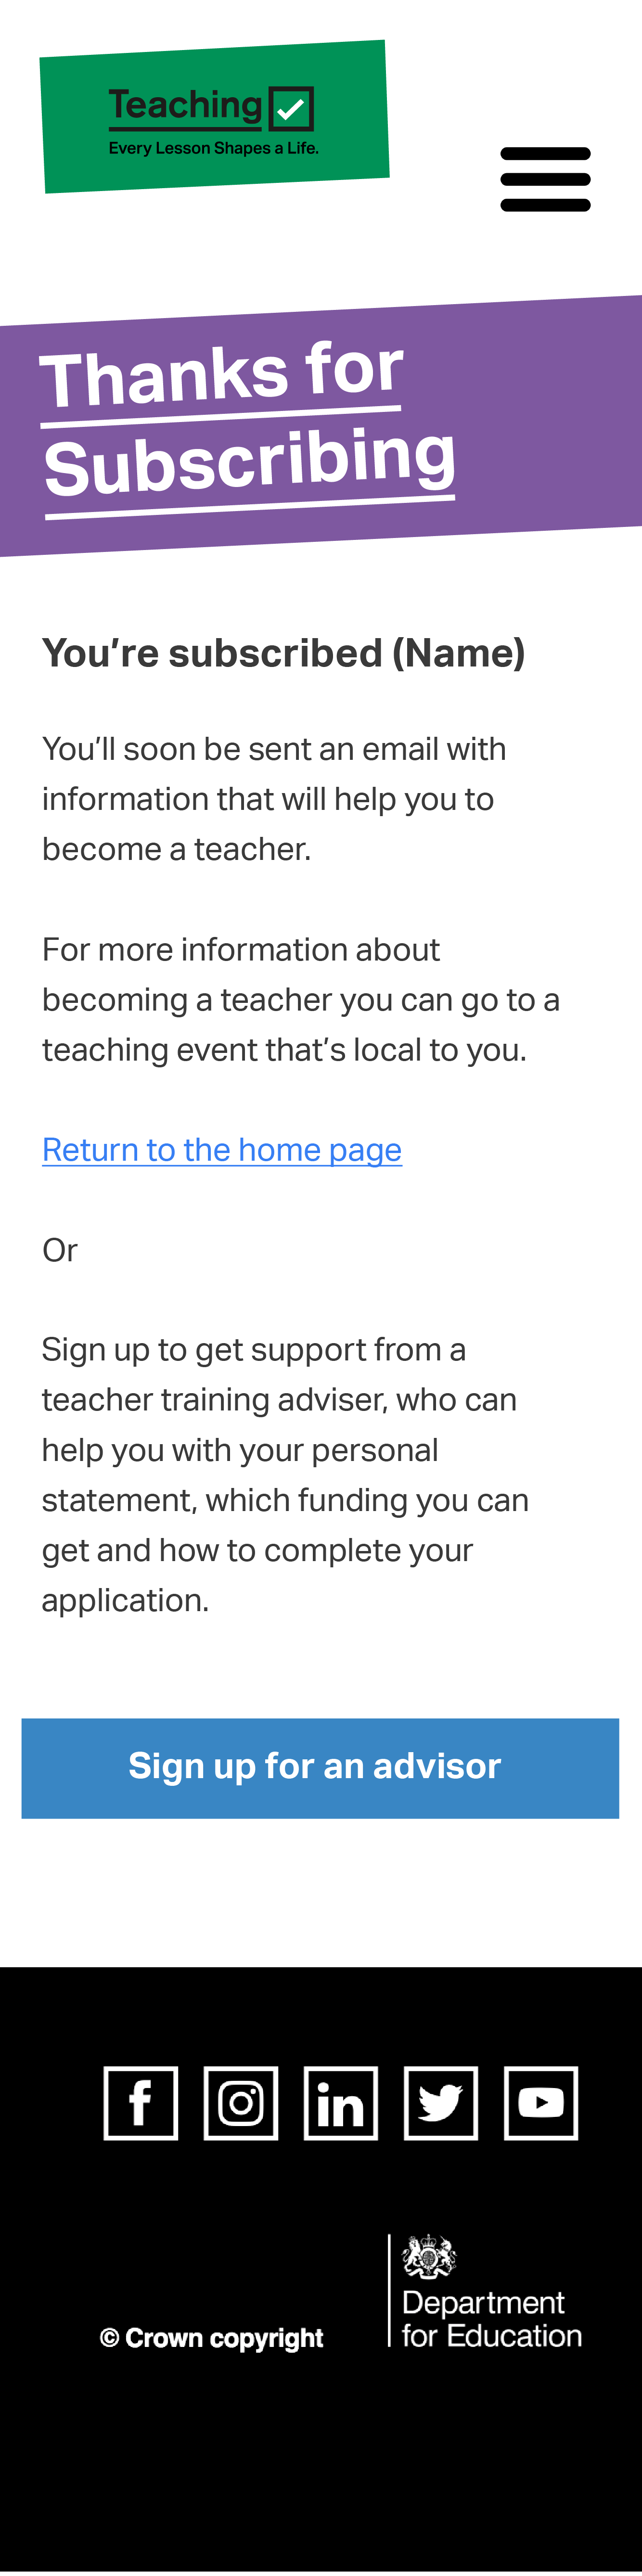 Teaching
Every Lesson Shapes a Life.
Thanks for
Subscribing
You’re subscribed (Name)
You’ll soon be sent an email with
information that will help you to
become a teacher.
For more information about
becoming a teacher you can go to a
teaching event that’s local to you.
Return to the home page
Or
Sign up to get support from a
teacher training adviser, who can
help you with your personal
statement, which funding you can
get and how to complete your
application.
Sign up for an advisor
f
in
Department
© Crown copyright
for Education